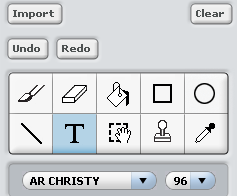 Import Clear
Undo Redo
T
AR CHRISTY 96